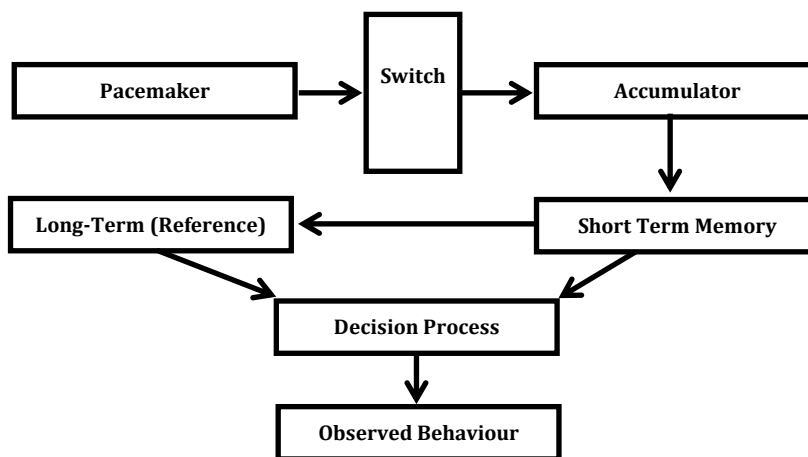 Pacemaker
Switch
Accumulator
Long-Term (Reference)
Short Term Memory
Decision Process
Observed Behaviour